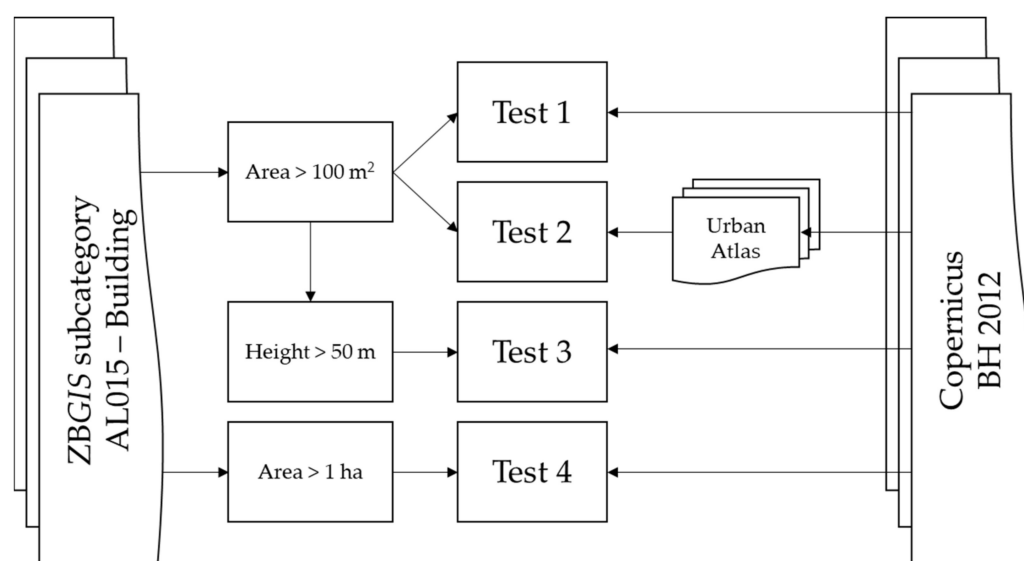 ZBGIS subcategory
AL015 – Building
Area > 100 m²
Height > 50 m
Area > 1 ha
Test 1
Test 2
Test 3
Test 4
Urban
Atlas
Copernicus
BH 2012